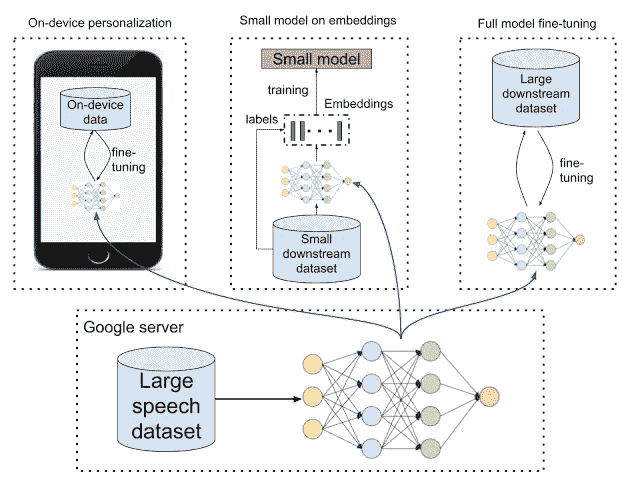 On-device personalization
Small model on embeddings
Full model fine-tuning
On-device
data
fine-
tuning
Small model
training
Embeddings
labels
Small
downstream
dataset
Large
downstream
dataset
fine-
tuning
Google server
Large
speech
dataset